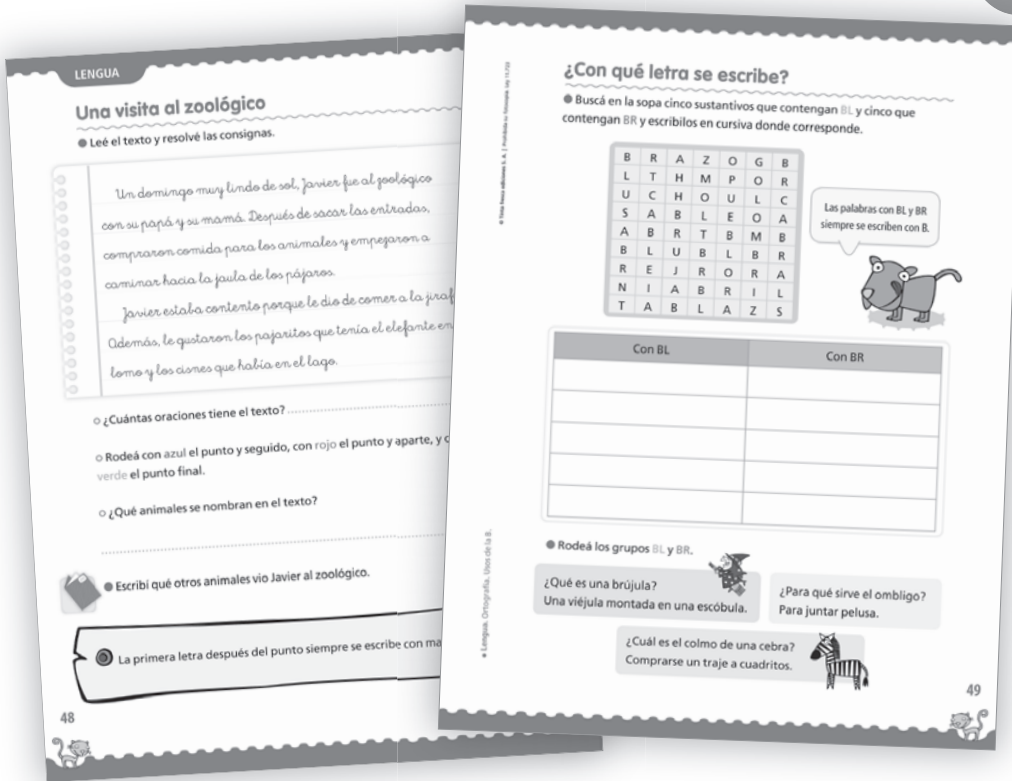 LENGUA
Una visita al zoológico
Leé el texto y resolvé las consignas.
Un domingo muy lindo de sol, Javier fue al zoológico
con su papá y su mamá. Después de sacar las entradas,
compraron comida para los animales y empezaron a
caminar hacia la jaula de los pájaros.
Javier estaba contento porque le dio de comer a la jiraf
Además, le gustaron los pajaritos que tenía el elefante en
lomo y los cisnes que había en el lago.
¿Cuántas oraciones tiene el texto?
Rodeá con azul el punto y seguido, con rojo el punto y aparte, y c
verde el punto final.
¿Qué animales se nombran en el texto?
Escribí qué otros animales vio Javier al zoológico.
La primera letra después del punto siempre se escribe con ma
48
¿Con qué letra se escribe?
Buscá en la sopa cinco sustantivos que contengan BL y cinco que
contengan BR y escribilos en cursiva donde corresponde.
B R A Z O G B
L T H M P O R
U C H O U L C
S A B L E O A
A B R T B M B
B L U B L B R
R E J R O R A
N I A B R I L
T A B L A Z S
Las palabras con BL y BR
siempre se escriben con B.
Con BL Con BR
Rodeá los grupos BL y BR.
¿Qué es una brújula?
Una viéjula montada en una escóbula.
¿Para qué sirve el ombligo?
Para juntar pelusa.
¿Cuál es el colmo de una cebra?
Comprarse un traje a cuadritos.
Lengua. Ortografía. Usos de la B.
49